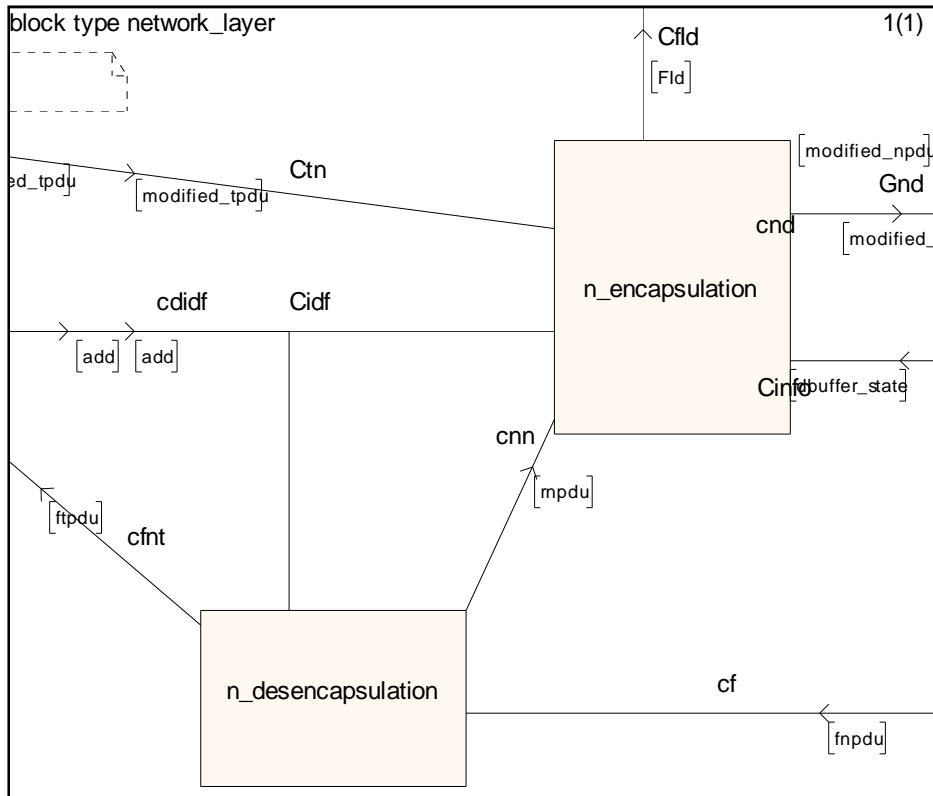 block type network_layer
1(1)
Cfld
[Fld]
Ctn
[modified_npdu
ed_tpdu]
[modified_tpdu]
Gnd
cnd
[modified_
n_encapsulation
cdidf
Cidf
[add]
[add]
Cinfo
buffer_state]
cnn
[rnpdu]
[ftpdu]
cfnt
n_desencapsulation
cf
[fnpdu]